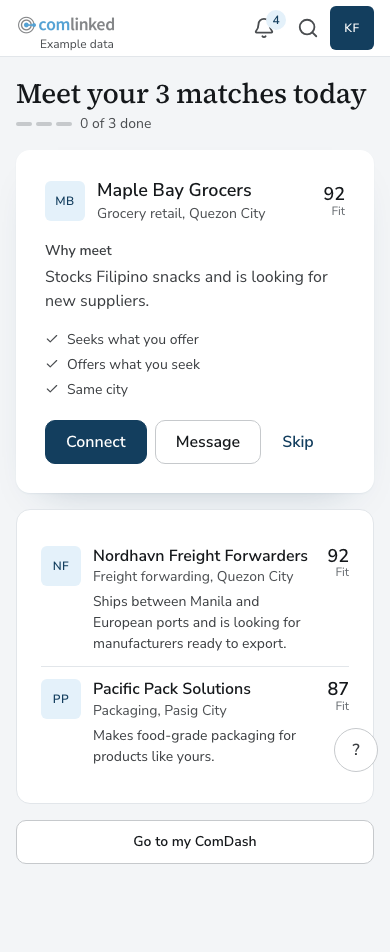 comlinked
Example data
4
KF
Meet your 3 matches today
0 of 3 done
MB
Maple Bay Grocers
Grocery retail, Quezon City
92
Fit
Why meet
Stocks Filipino snacks and is looking for
new suppliers.
Seeks what you offer
Offers what you seek
Same city
Connect
Message
Skip
NF
Nordhavn Freight Forwarders
Freight forwarding, Quezon City
92
Fit
Ships between Manila and
European ports and is looking for
manufacturers ready to export.
PP
Pacific Pack Solutions
Packaging, Pasig City
87
Fit
Makes food-grade packaging for
products like yours.
?
Go to my ComDash